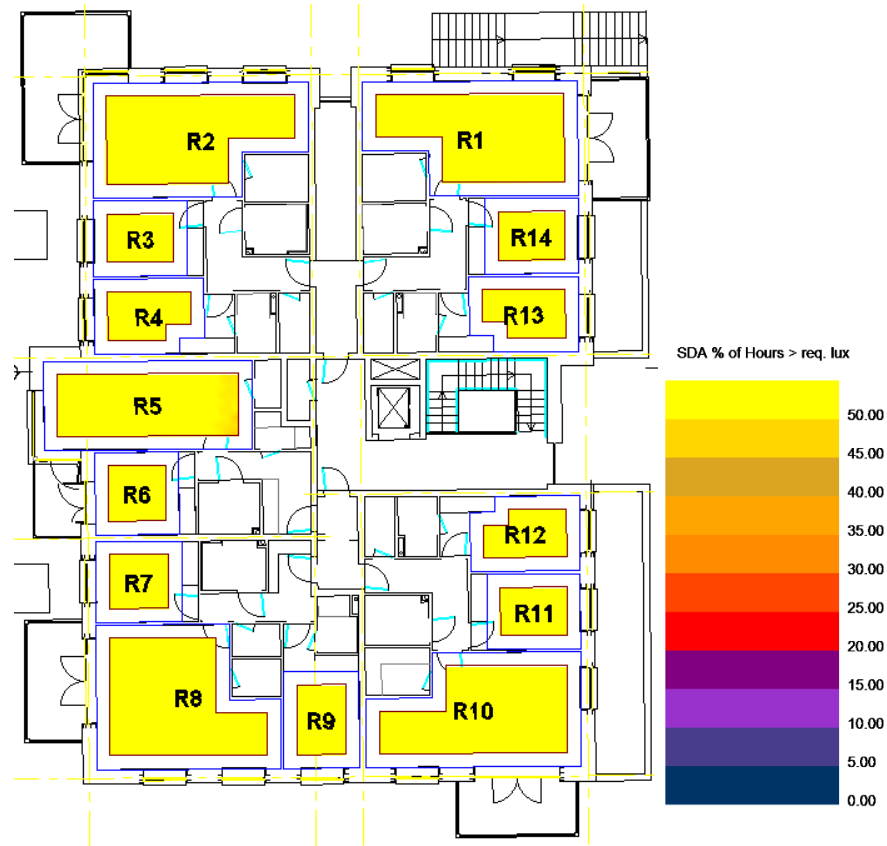 R2
R1
R3
R14
R4
R13
SDA % of Hours > req. lux
R5
50.00
45.00
40.00
35.00
30.00
25.00
20.00
15.00
10.00
5.00
0.00
R6
R12
R7
R11
R8
R9
R10